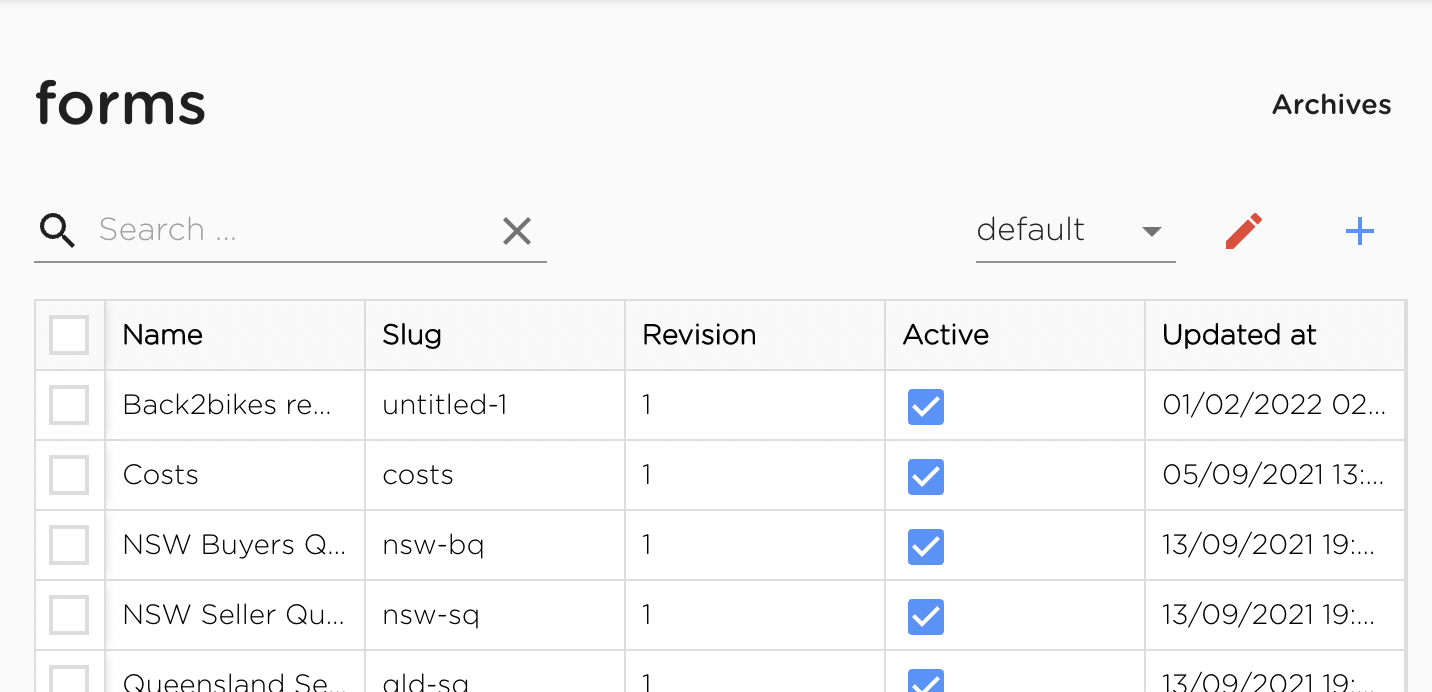 forms
Archives
Search ...
default
Name Slug Revision Active Updated at
Back2bikes re... untitled-1 1 01/02/2022 02...
Costs costs 1 05/09/2021 13:...
NSW Buyers Q... nsw-bq 1 13/09/2021 19:...
NSW Seller Qu... nsw-sq 1 13/09/2021 19:...
Queensland Se... qld-sq 1 13/09/2021 19:...